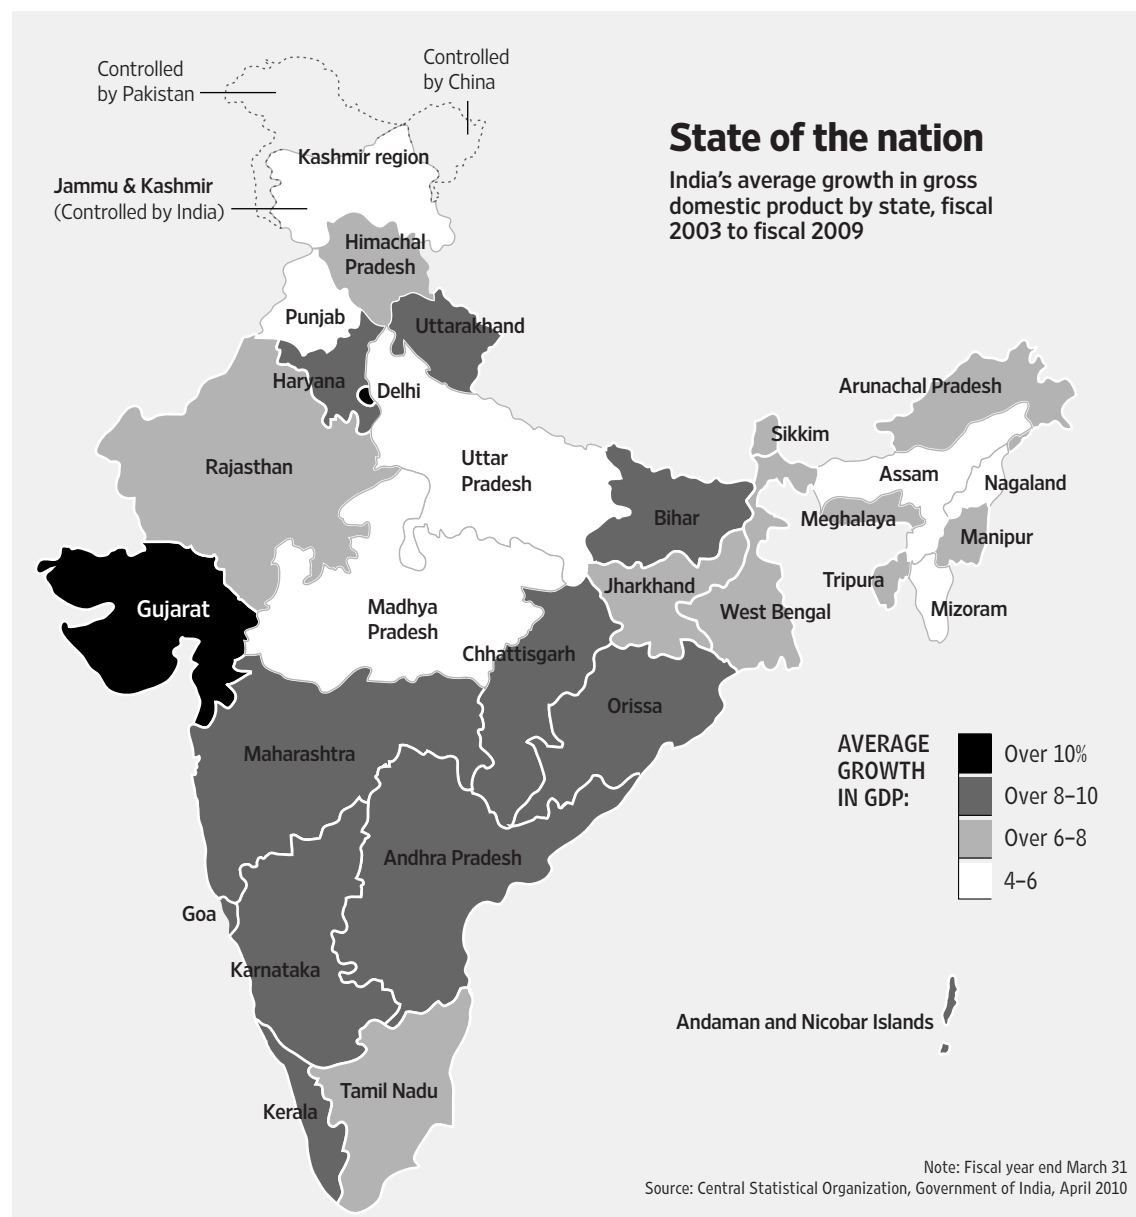 State of the nation
India’s average growth in gross
domestic product by state, fiscal
2003 to fiscal 2009
Controlled
by Pakistan
Controlled
by China
Kashmir region
Jammu & Kashmir
(Controlled by India)
Himachal
Pradesh
Punjab
Uttarakhand
Haryana
Delhi
Arunachal Pradesh
Sikkim
Rajasthan
Uttar
Pradesh
Assam
Nagaland
Bihar
Meghalaya
Manipur
Tripura
Jharkhand
Gujarat
Madhya
Pradesh
West Bengal
Mizoram
Chhattisgarh
Orissa
Maharashtra
AVERAGE
GROWTH
IN GDP:
Over 10%
Over 8–10
Over 6–8
4–6
Andhra Pradesh
Goa
Karnataka
Andaman and Nicobar Islands
Tamil Nadu
Kerala
Note: Fiscal year end March 31
Source: Central Statistical Organization, Government of India, April 2010